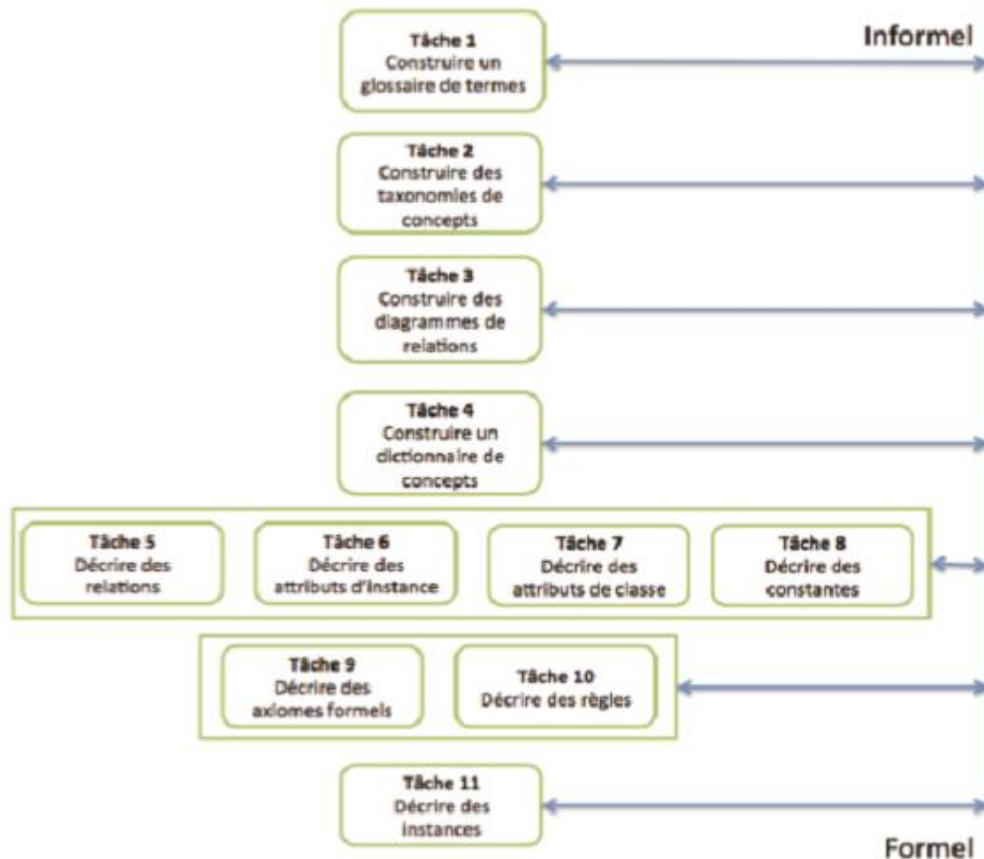 Informel
Tâche 1
Construire un
glossaire de termes
Tâche 2
Construire des
taxonomies de
concepts
Tâche 3
Construire des
diagrammes de
relations
Tâche 4
Construire un
dictionnaire de
concepts
Tâche 5
Décrire des
relations
Tâche 6
Décrire des
attributs d'instance
Tâche 7
Décrire des
attributs de classe
Tâche 8
Décrire des
constantes
Tâche 9
Décrire des
axiomes formels
Tâche 10
Décrire des règles
Tâche 11
Décrire des
instances
Formel